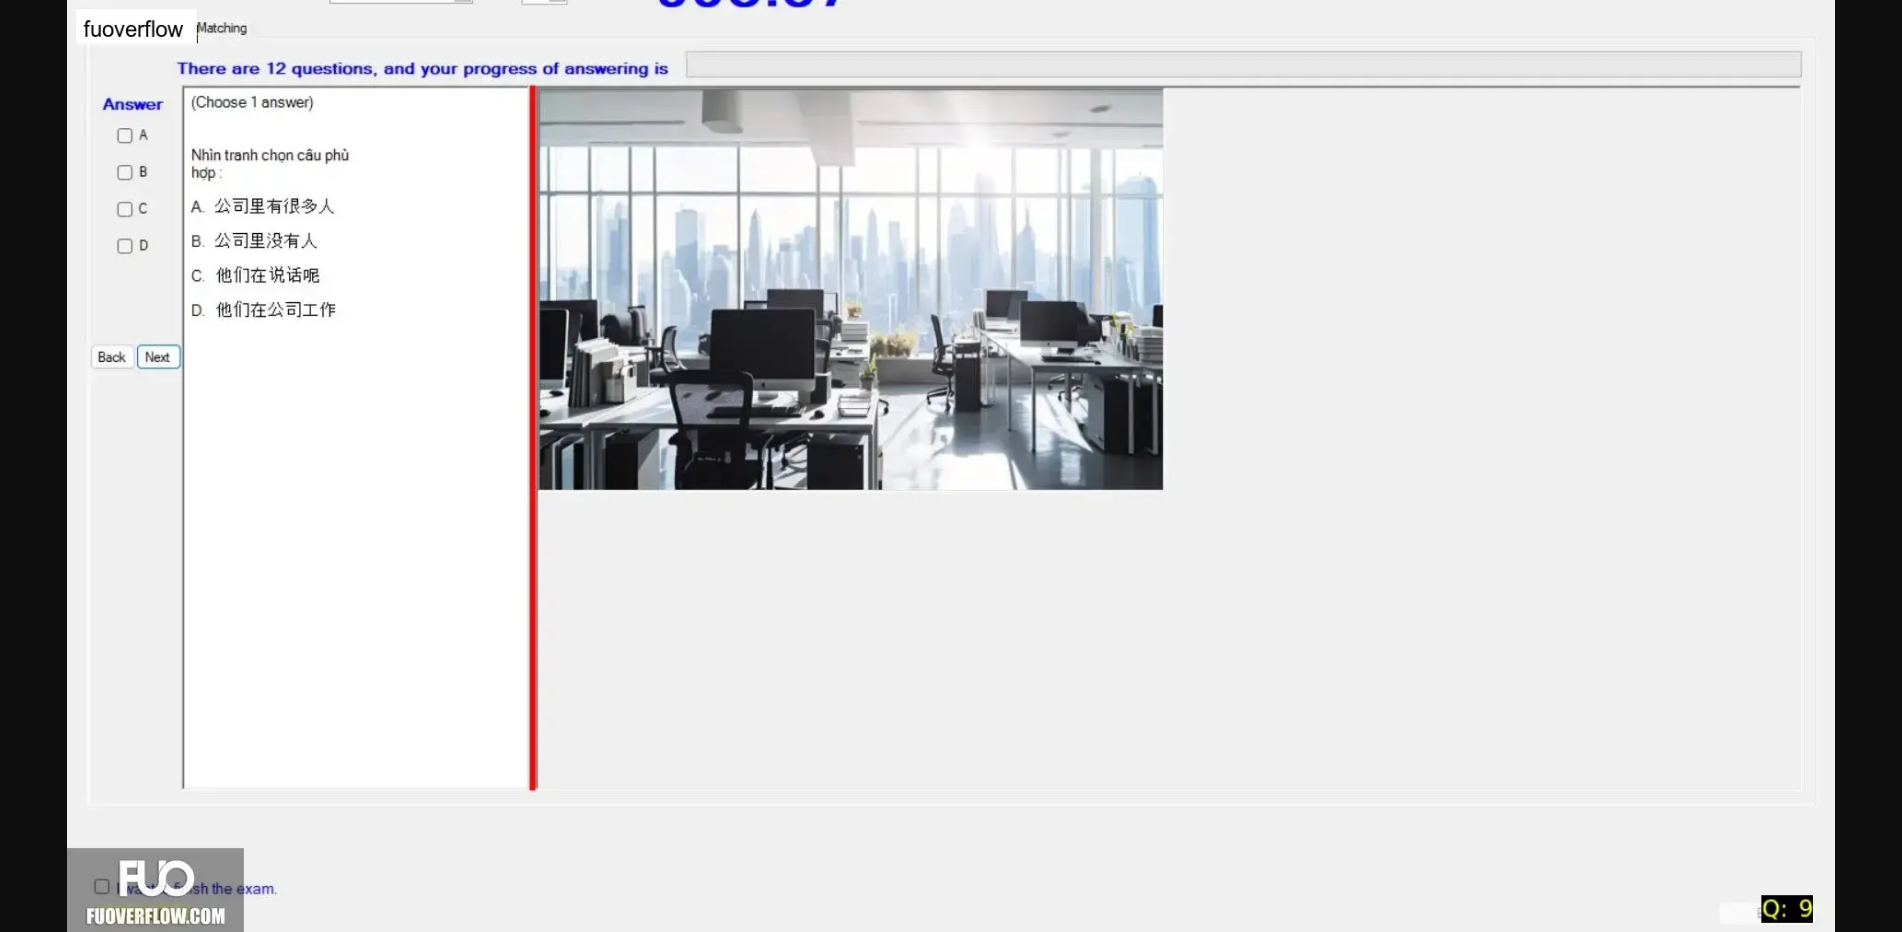 fuoverflow
Matching
There are 12 questions, and your progress of answering is
Answer
A
B
C
D
Back
Next
(Choose 1 answer)
Nhìn tranh chọn câu phù
hợp :
A. 公司里有很多人
B. 公司里没有人
C. 他们在说话呢
D. 他们在公司工作
FUO
finish the exam.
FUOVERFLOW.COM
Q: 9